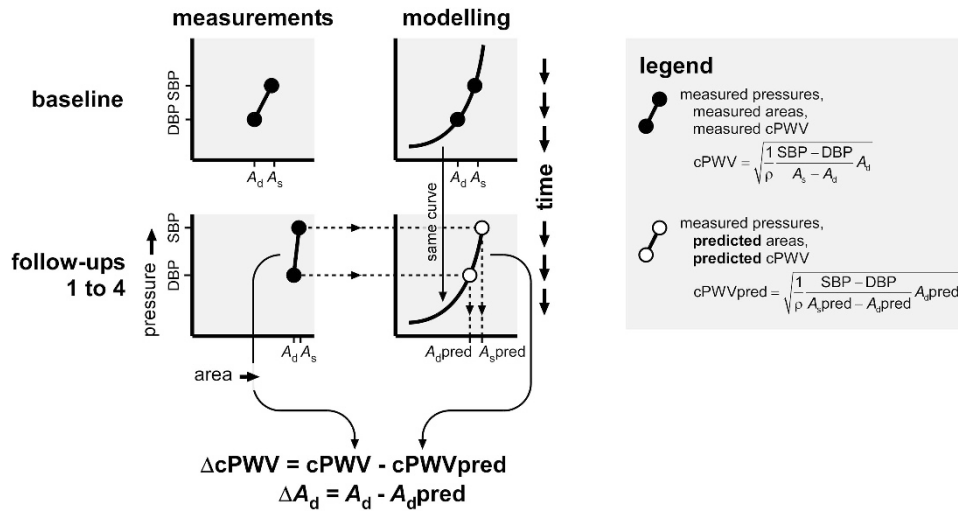 measurements
modelling
baseline
DBP SBP
A_d A_s
A_d A_s
time
same curve
follow-ups
1 to 4
pressure
DBP
SBP
A_d A_s
A_dpred A_spred
area
ΔcPWV = cPWV - cPWVpred
ΔA_d = A_d - A_dpred
legend
measured pressures,
measured areas,
measured cPWV
cPWV = √(1/ρ (SBP – DBP)/(A_s – A_d) A_d)
measured pressures,
predicted areas,
predicted cPWV
cPWVpred = √(1/ρ (SBP – DBP)/(A_spred – A_dpred) A_dpred)